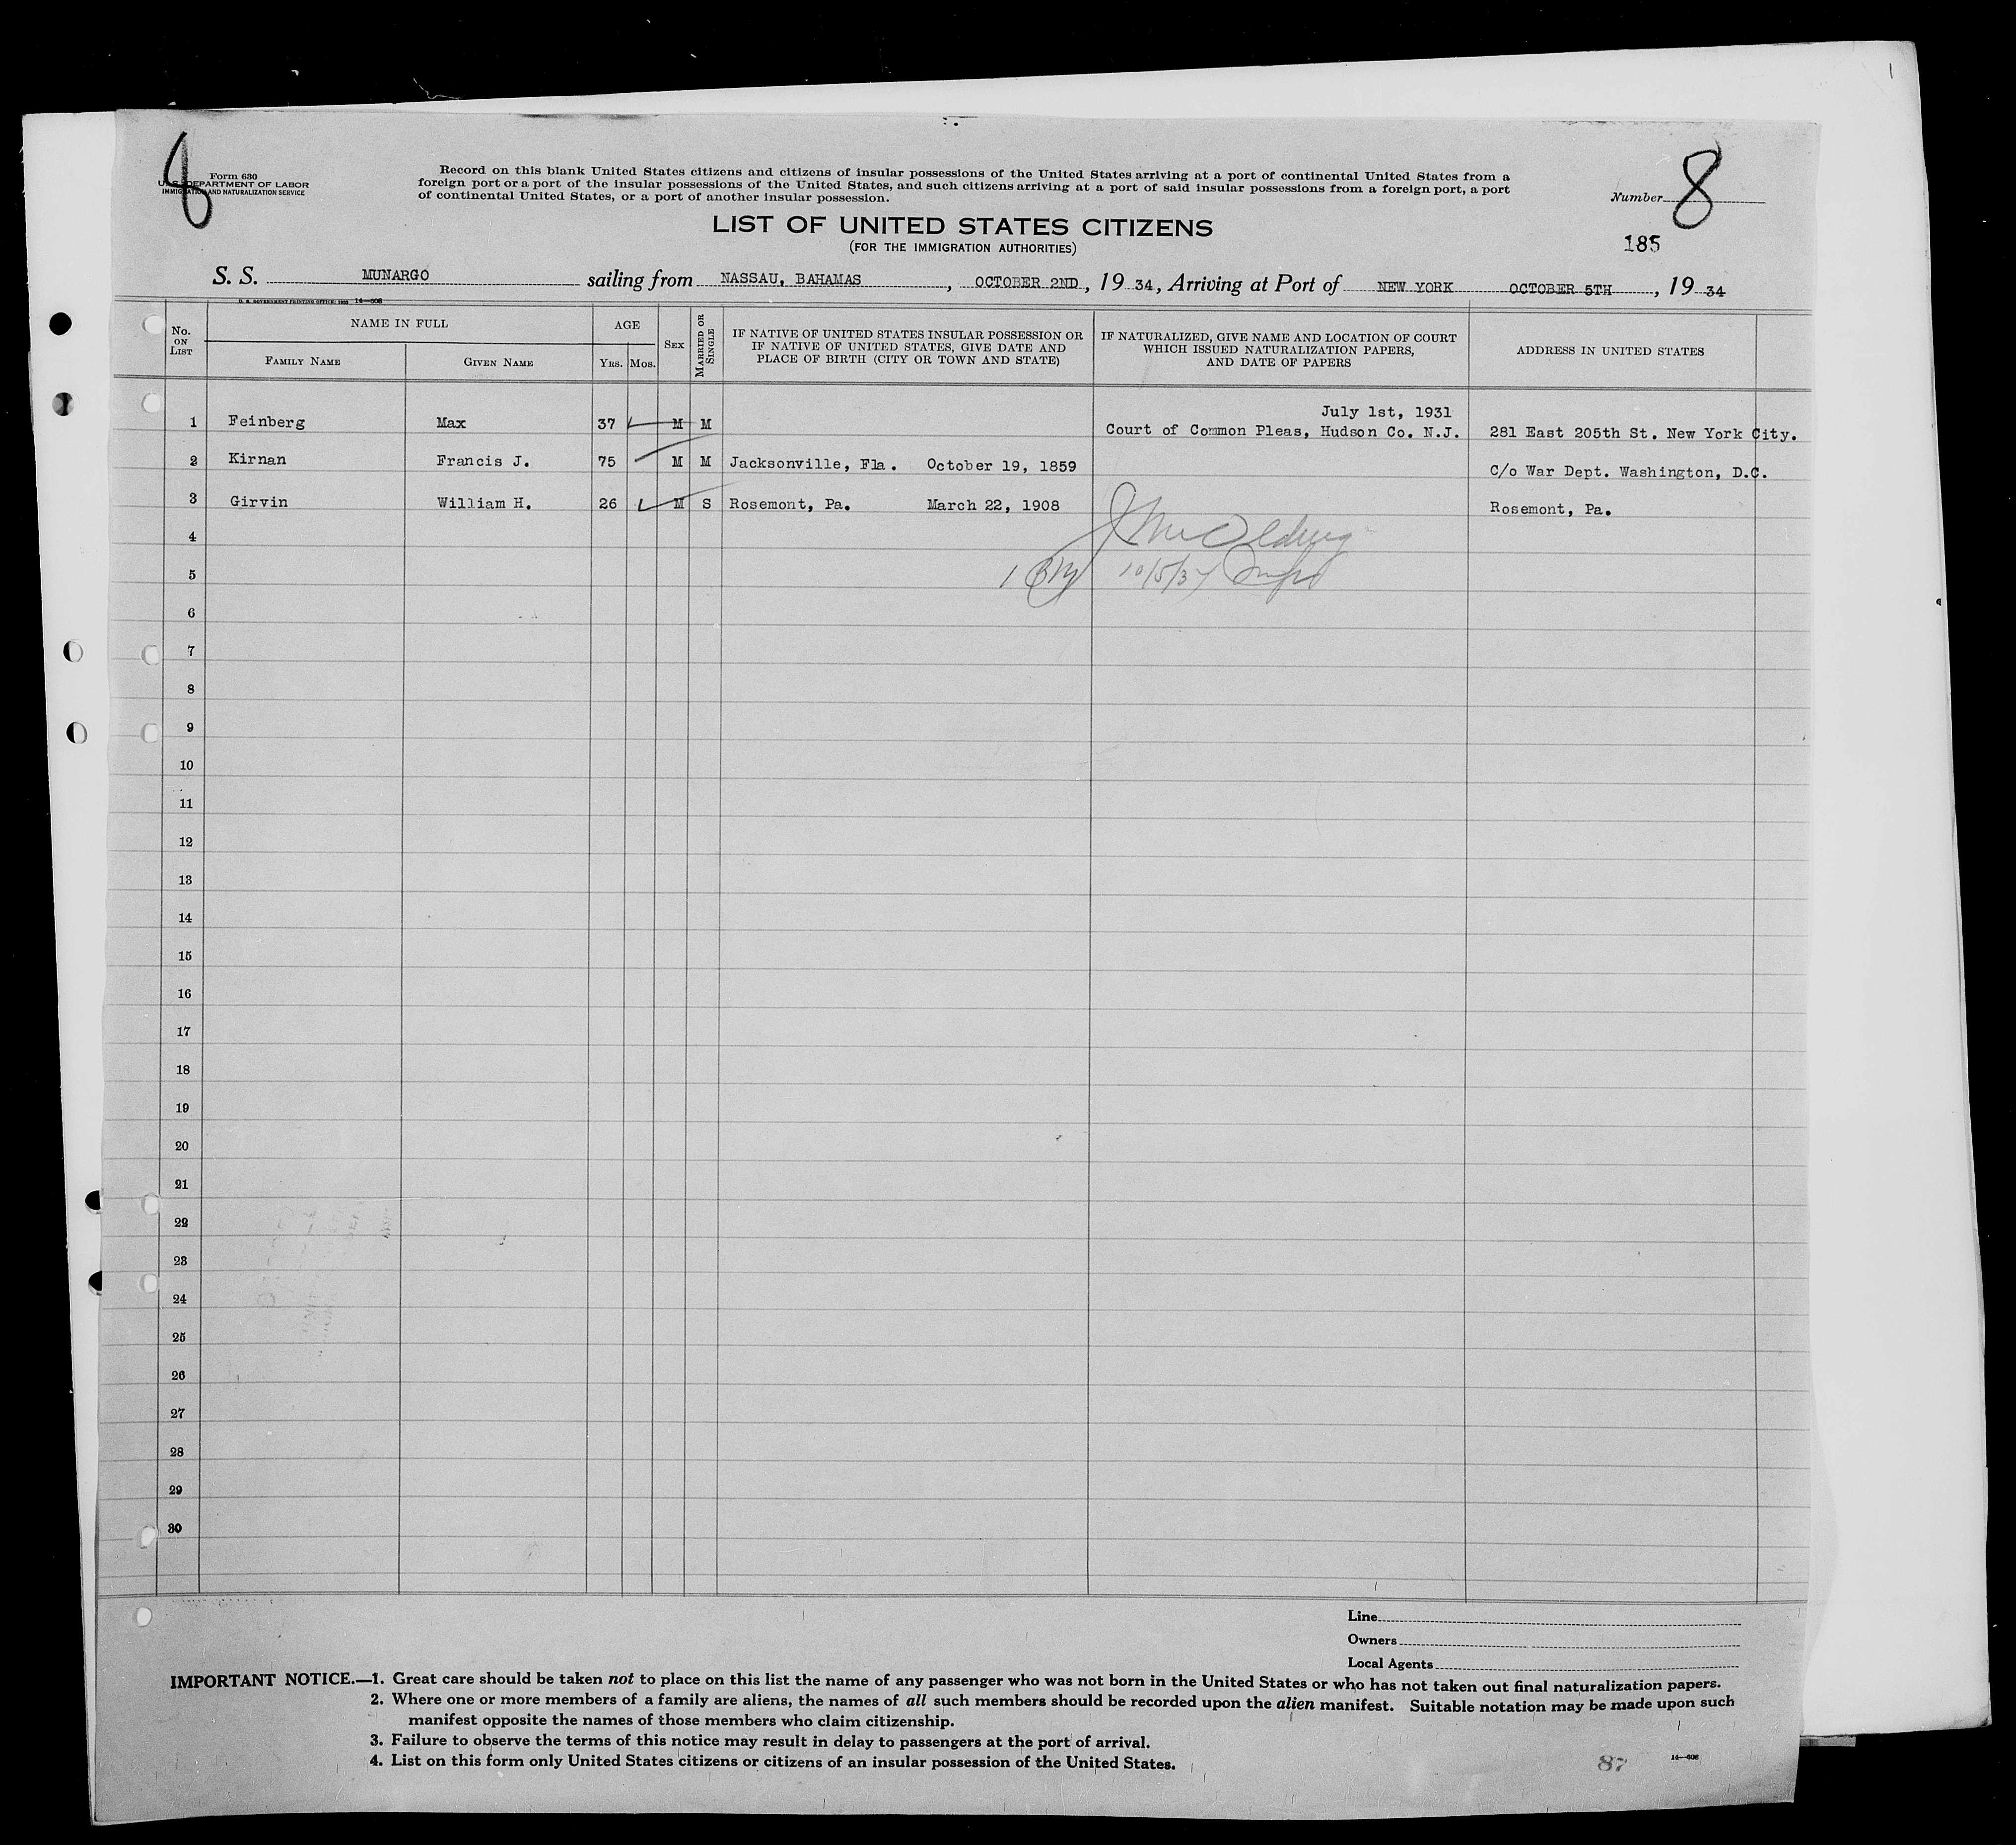 8
Form 630
U. S. DEPARTMENT OF LABOR
IMMIGRATION AND NATURALIZATION SERVICE
Record on this blank United States citizens and citizens of insular possessions of the United States arriving at a port of continental United States from a
foreign port or a port of the insular possessions of the United States, and such citizens arriving at a port of said insular possessions from a foreign port, a port
of continental United States, or a port of another insular possession.
Number 8
LIST OF UNITED STATES CITIZENS
(FOR THE IMMIGRATION AUTHORITIES)
185
S. S. MUNARGO sailing from NASSAU, BAHAMAS, OCTOBER 2ND, 19 34, Arriving at Port of NEW YORK OCTOBER 5TH, 19 34
U. S. GOVERNMENT PRINTING OFFICE: 1933 14—608
No. ON LIST
NAME IN FULL
FAMILY NAME
GIVEN NAME
AGE
YRS. MOS.
SEX
MARRIED OR SINGLE
IF NATIVE OF UNITED STATES INSULAR POSSESSION OR
IF NATIVE OF UNITED STATES, GIVE DATE AND
PLACE OF BIRTH (CITY OR TOWN AND STATE)
IF NATURALIZED, GIVE NAME AND LOCATION OF COURT
WHICH ISSUED NATURALIZATION PAPERS,
AND DATE OF PAPERS
ADDRESS IN UNITED STATES
July 1st, 1931
1 Feinberg Max 37 M M Court of Common Pleas, Hudson Co. N.J. 281 East 205th St. New York City.
2 Kirnan Francis J. 75 M M Jacksonville, Fla. October 19, 1859 C/o War Dept. Washington, D.C.
3 Girvin William H. 26 M S Rosemont, Pa. March 22, 1908 Rosemont, Pa.
4
5 10/5/34
6
7
8
9
10
11
12
13
14
15
16
17
18
19
20
21
22
23
24
25
26
27
28
29
30
Line
Owners
Local Agents
IMPORTANT NOTICE.—1. Great care should be taken not to place on this list the name of any passenger who was not born in the United States or who has not taken out final naturalization papers.
2. Where one or more members of a family are aliens, the names of all such members should be recorded upon the alien manifest. Suitable notation may be made upon such
manifest opposite the names of those members who claim citizenship.
3. Failure to observe the terms of this notice may result in delay to passengers at the port of arrival.
4. List on this form only United States citizens or citizens of an insular possession of the United States.
87
14—608